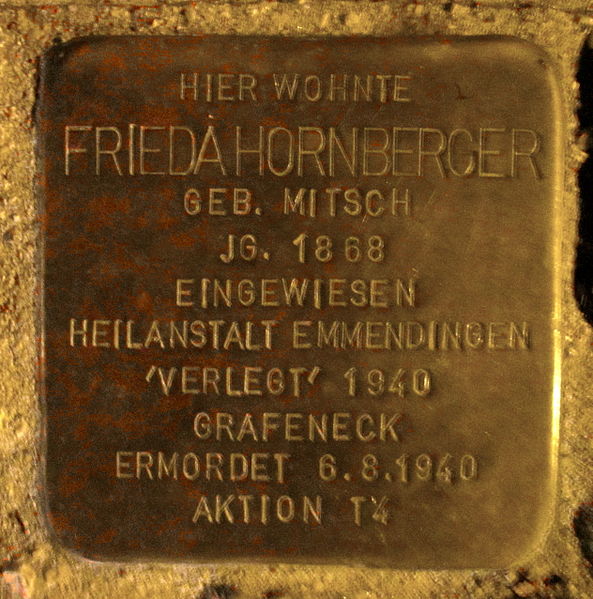 HIER WOHNTE
FRIEDA HORNBERGER
GEB. MITSCH
JG. 1868
EINGEWIESEN
HEILANSTALT EMMENDINGEN
'VERLEGT' 1940
GRAFENECK
ERMORDET 6.8.1940
AKTION T4